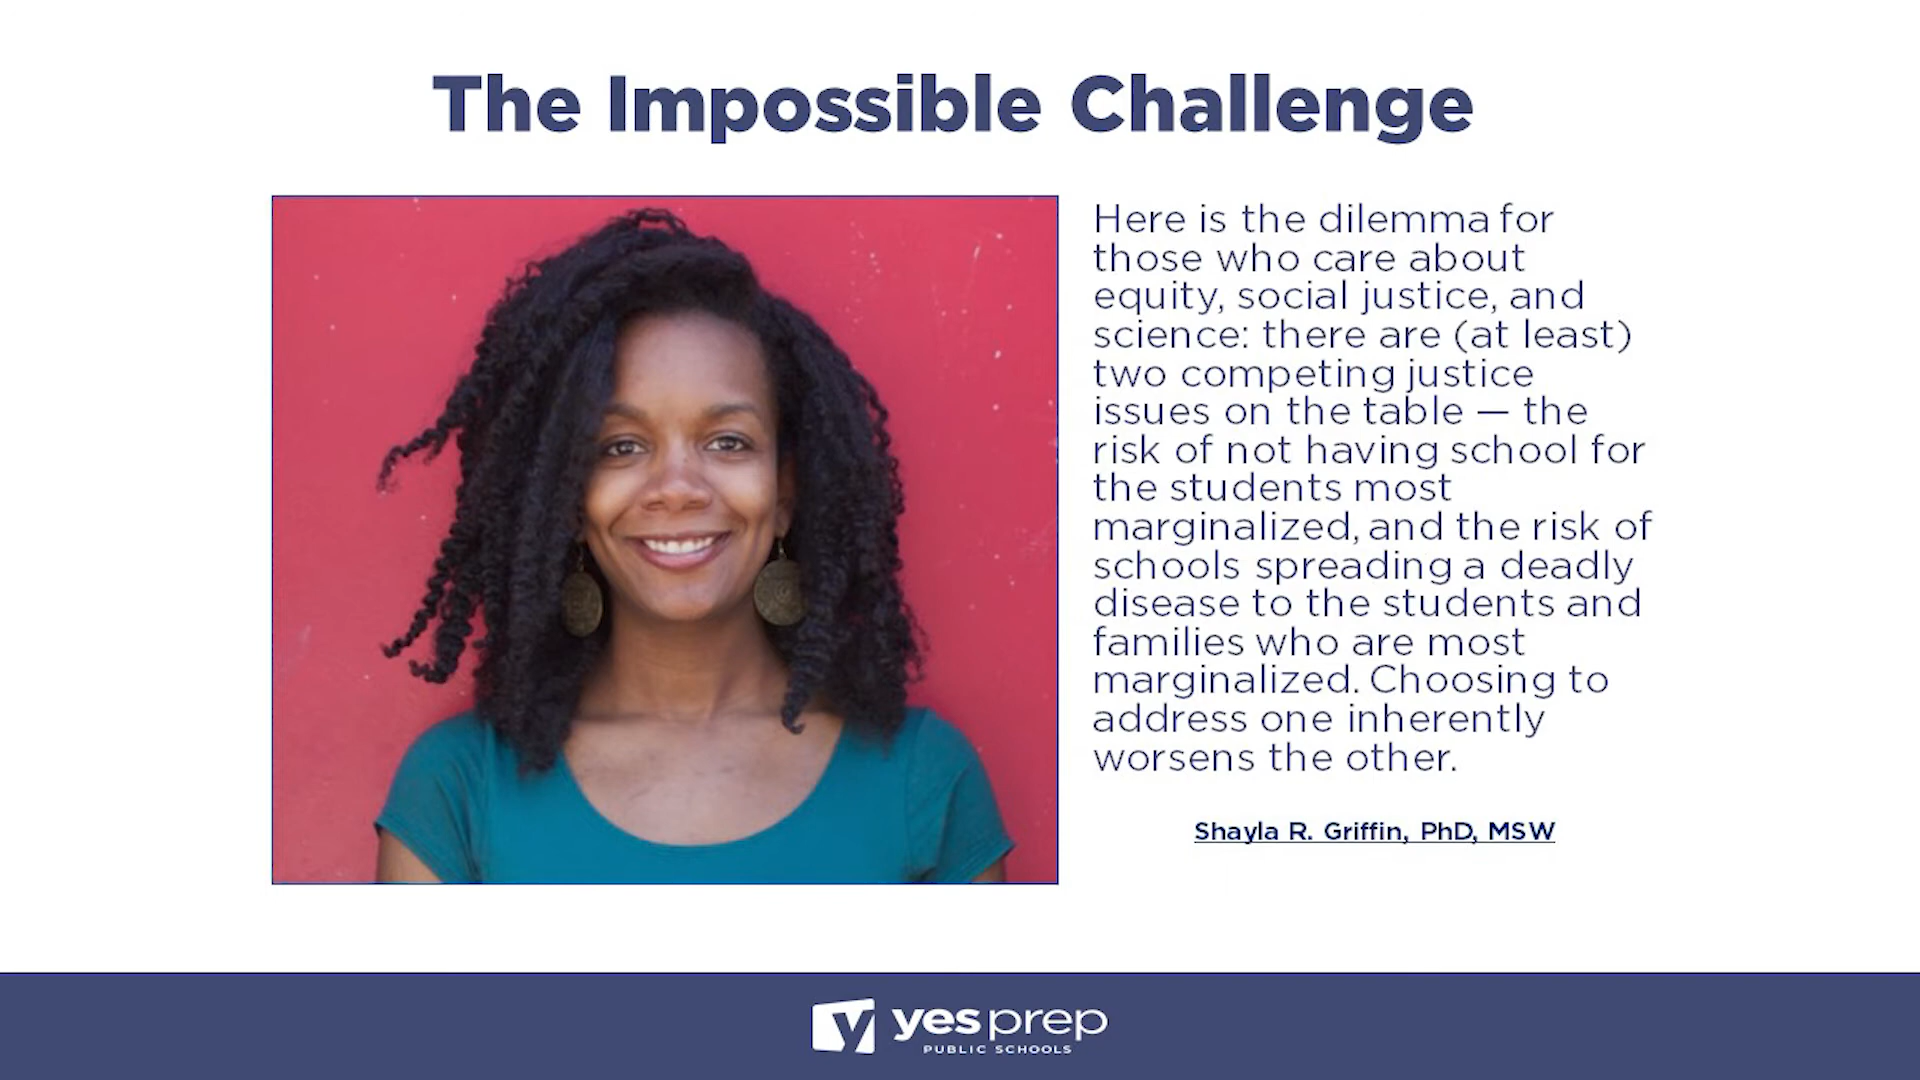 The Impossible Challenge
Here is the dilemma for
those who care about
equity, social justice, and
science: there are (at least)
two competing justice
issues on the table — the
risk of not having school for
the students most
marginalized, and the risk of
schools spreading a deadly
disease to the students and
families who are most
marginalized. Choosing to
address one inherently
worsens the other.
Shayla R. Griffin, PhD, MSW
yes prep
PUBLIC SCHOOLS